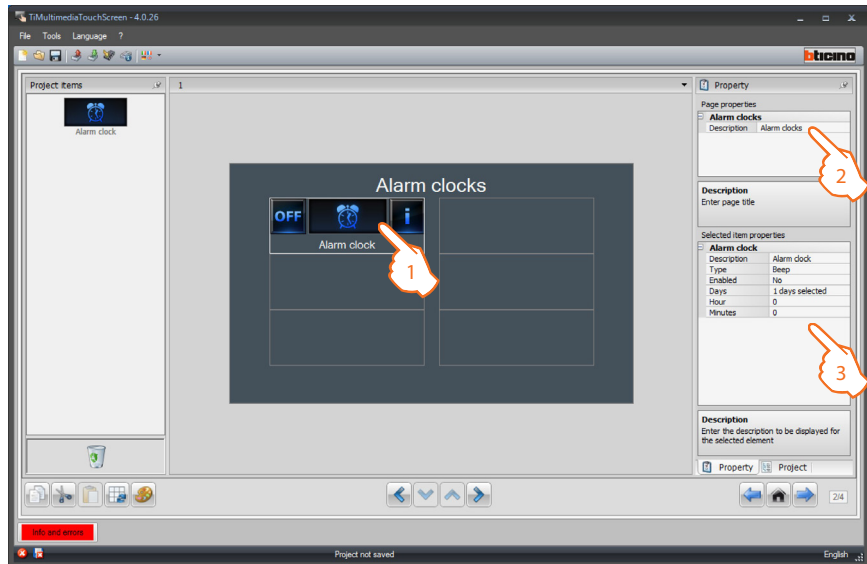 TiMultimediaTouchScreen - 4.0.26
File Tools Language ?
bticino
Project items
Alarm clock
1
Alarm clocks
OFF
i
Alarm clock
1
Property
Page properties
Alarm clocks
Description Alarm clocks
2
Description
Enter page title
Selected item properties
Alarm clock
Description Alarm clock
Type Beep
Enabled No
Days 1 days selected
Hour 0
Minutes 0
3
Description
Enter the description to be displayed for
the selected element
Property Project
2/4
Info and errors
Project not saved
English